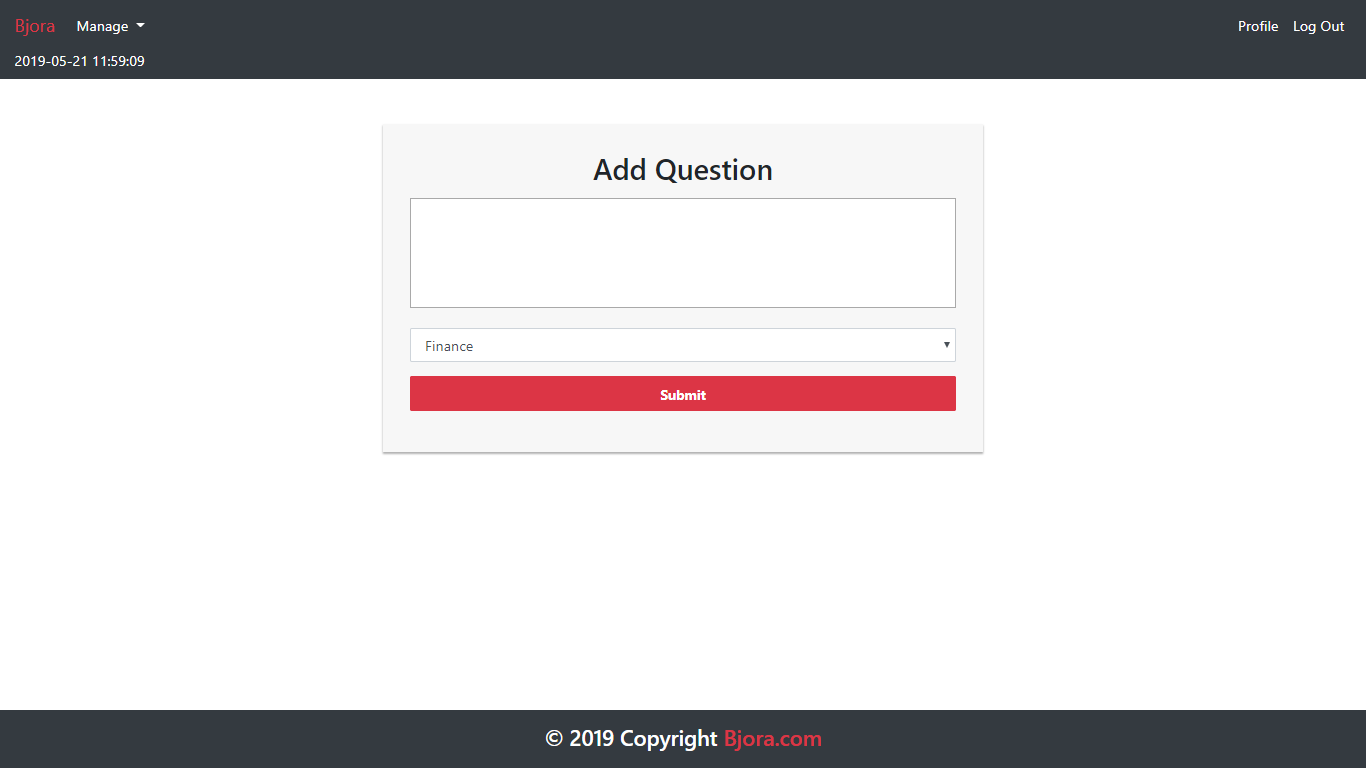 Bjora Manage Profile Log Out
2019-05-21 11:59:09
Add Question
Finance
Submit
© 2019 Copyright Bjora.com